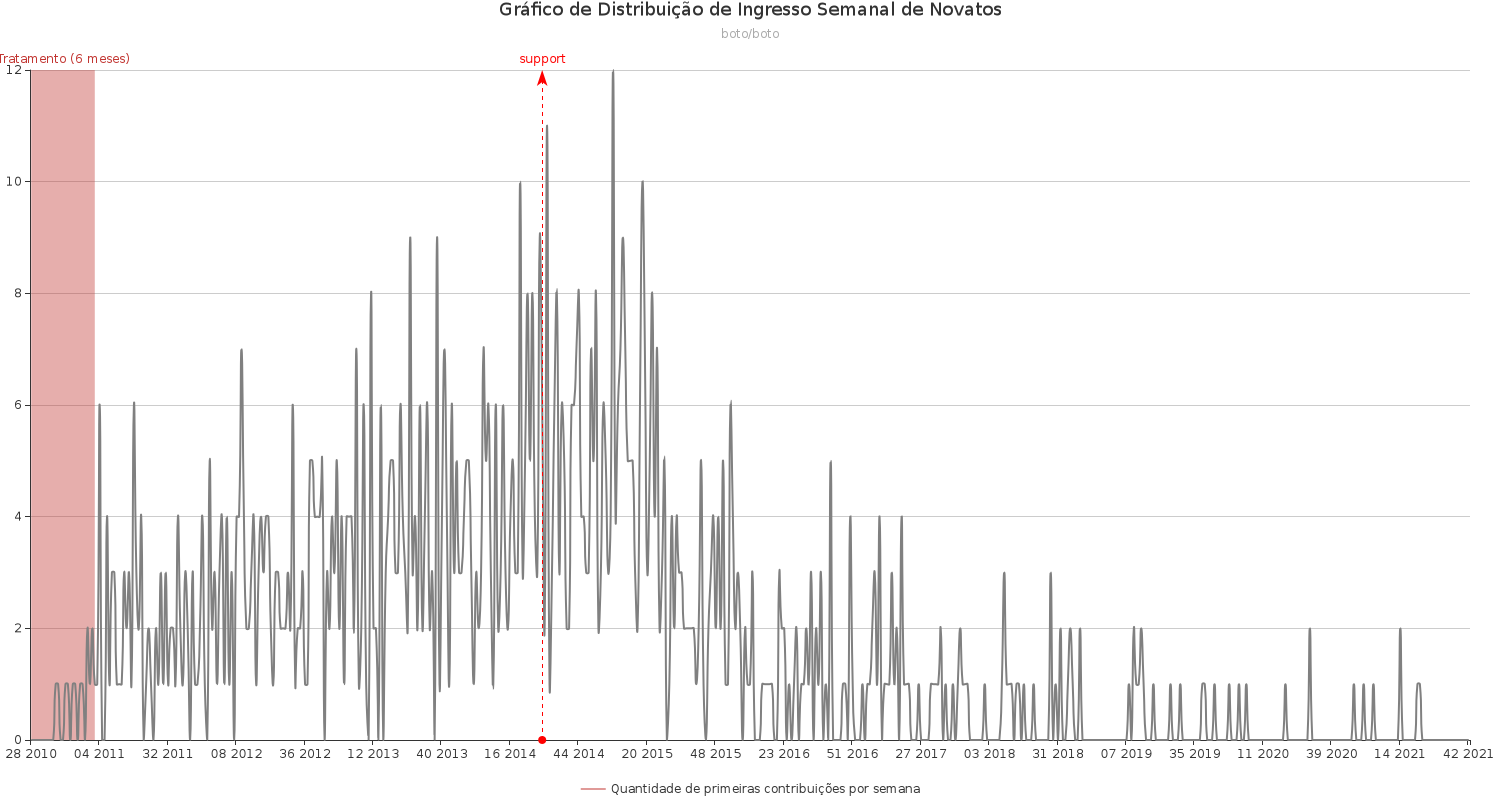 Gráfico de Distribuição de Ingresso Semanal de Novatos
boto/boto
Tratamento (6 meses)
support
12
10
8
6
4
2
0
28 2010 04 2011 32 2011 08 2012 36 2012 12 2013 40 2013 16 2014 44 2014 20 2015 48 2015 23 2016 51 2016 27 2017 03 2018 31 2018 07 2019 35 2019 11 2020 39 2020 14 2021 42 2021
Quantidade de primeiras contribuições por semana